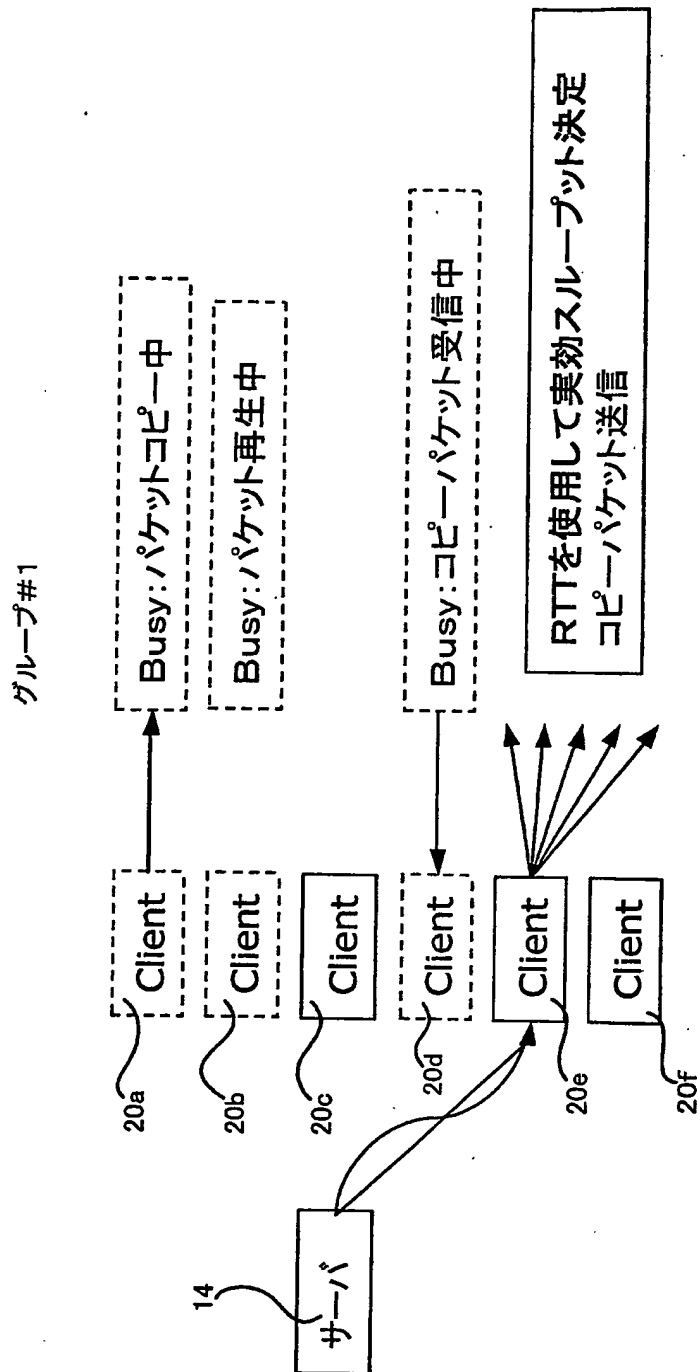 グループ#1
20a
Client
Busy:パケットコピー中
20b
Client
Busy:パケット再生中
20c
Client
14
サーバ
20d
Client
Busy:コピーパケット受信中
20e
Client
RTTを使用して実効スループット決定
コピーパケット送信
20f
Client